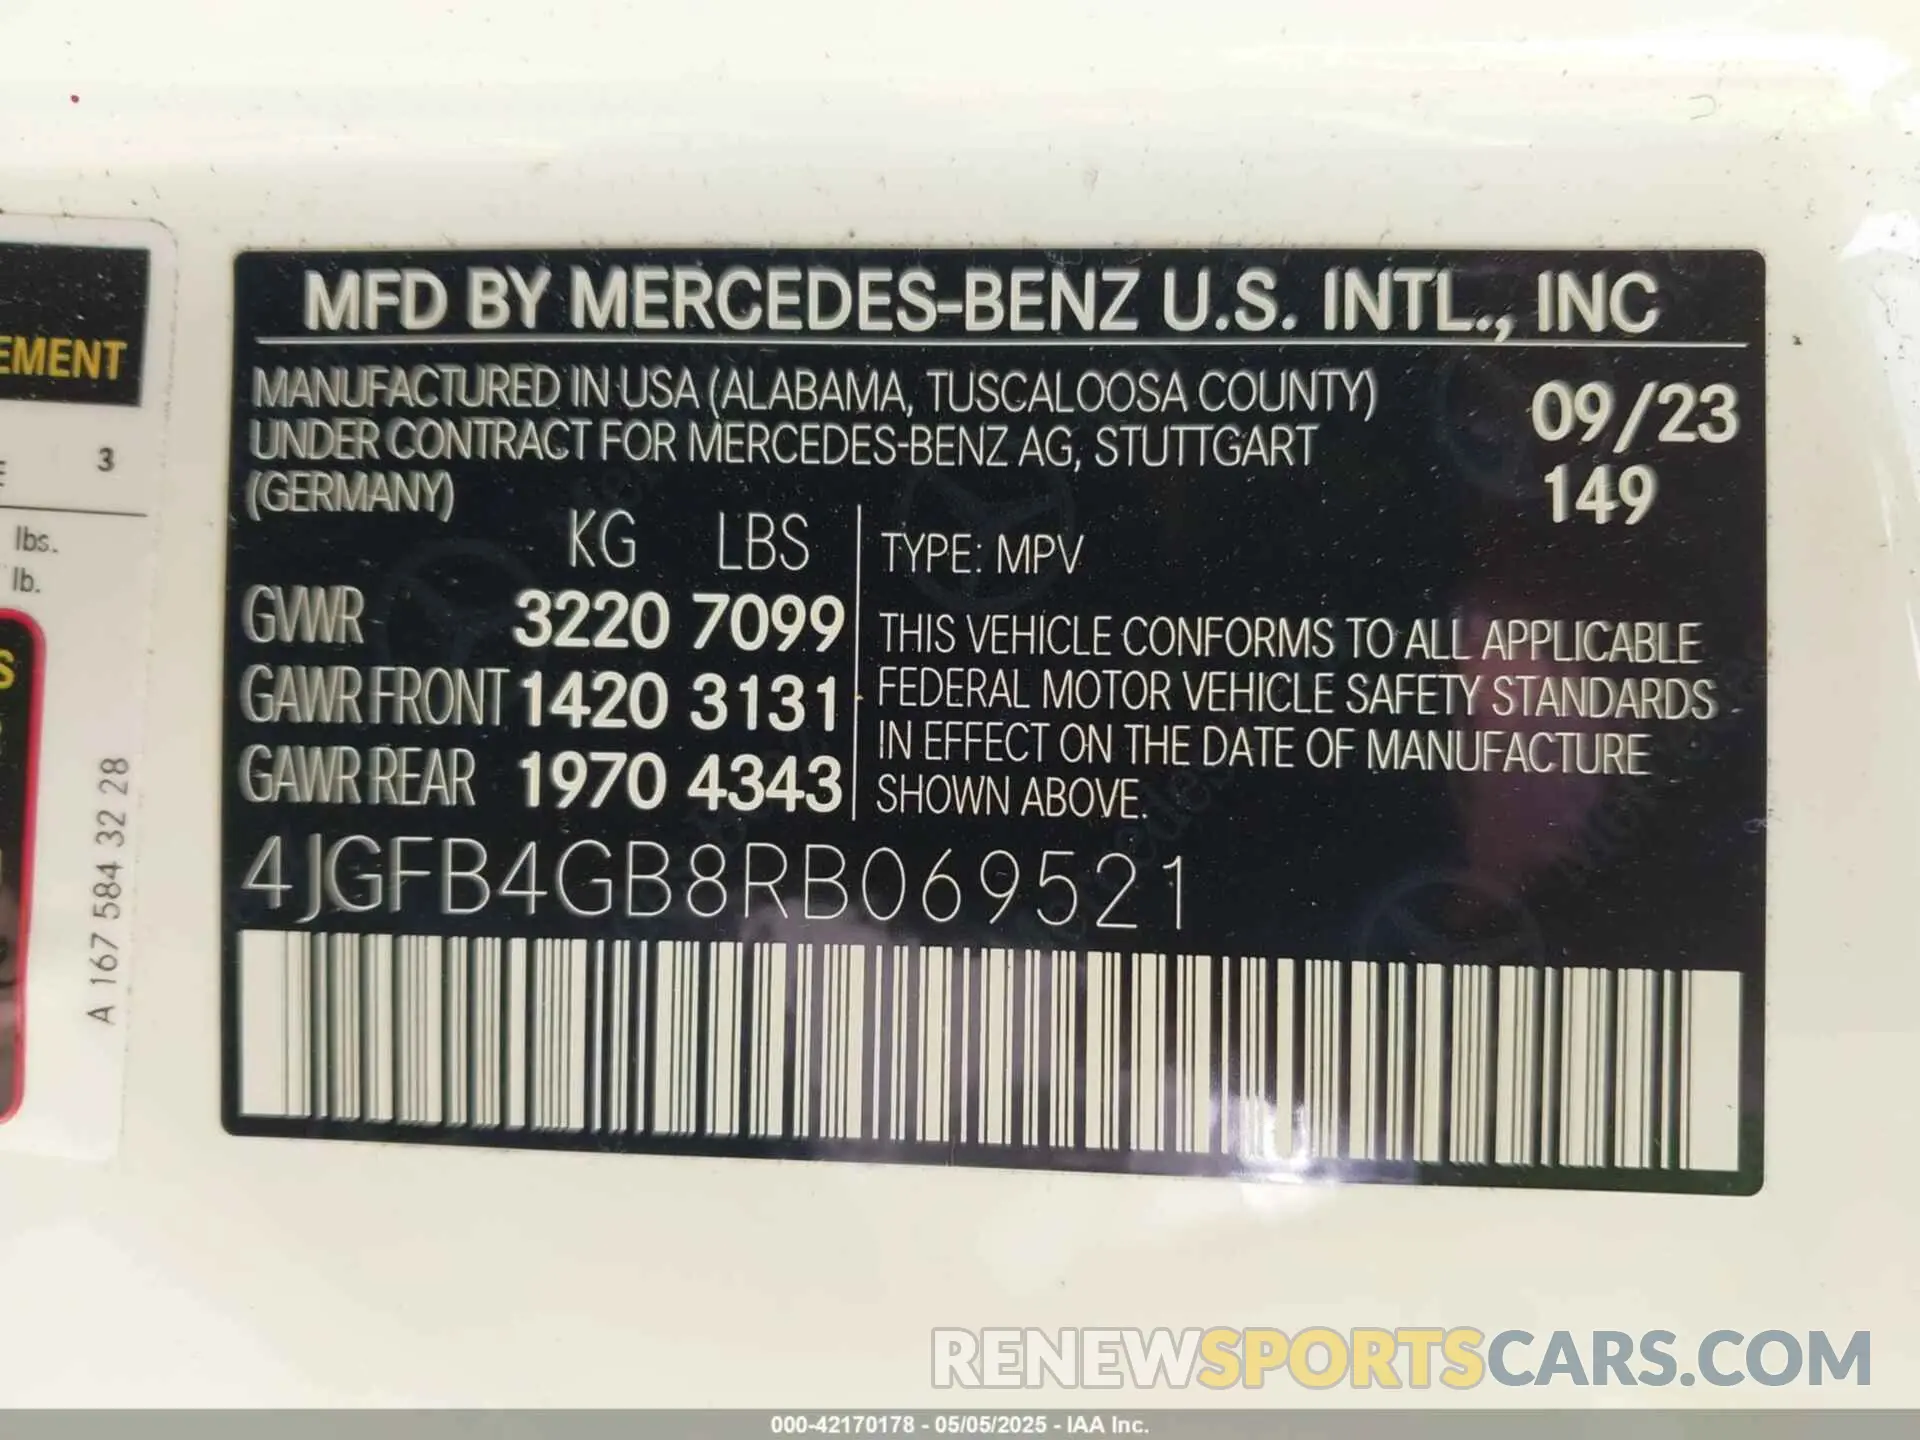 MFD BY MERCEDES-BENZ U.S. INTL., INC
MANUFACTURED IN USA (ALABAMA, TUSCALOOSA COUNTY)
UNDER CONTRACT FOR MERCEDES-BENZ AG, STUTTGART
(GERMANY)
09/23
149
KG LBS
GVWR 3220 7099
GAWR FRONT 1420 3131
GAWR REAR 1970 4343
TYPE: MPV
THIS VEHICLE CONFORMS TO ALL APPLICABLE
FEDERAL MOTOR VEHICLE SAFETY STANDARDS
IN EFFECT ON THE DATE OF MANUFACTURE
SHOWN ABOVE.
4JGFB4GB8RB069521
EMENT
3
lbs.
lb.
S
A 167 584 32 28
RENEWSPORTSCARS.COM
000-42170178 - 05/05/2025 - IAA Inc.